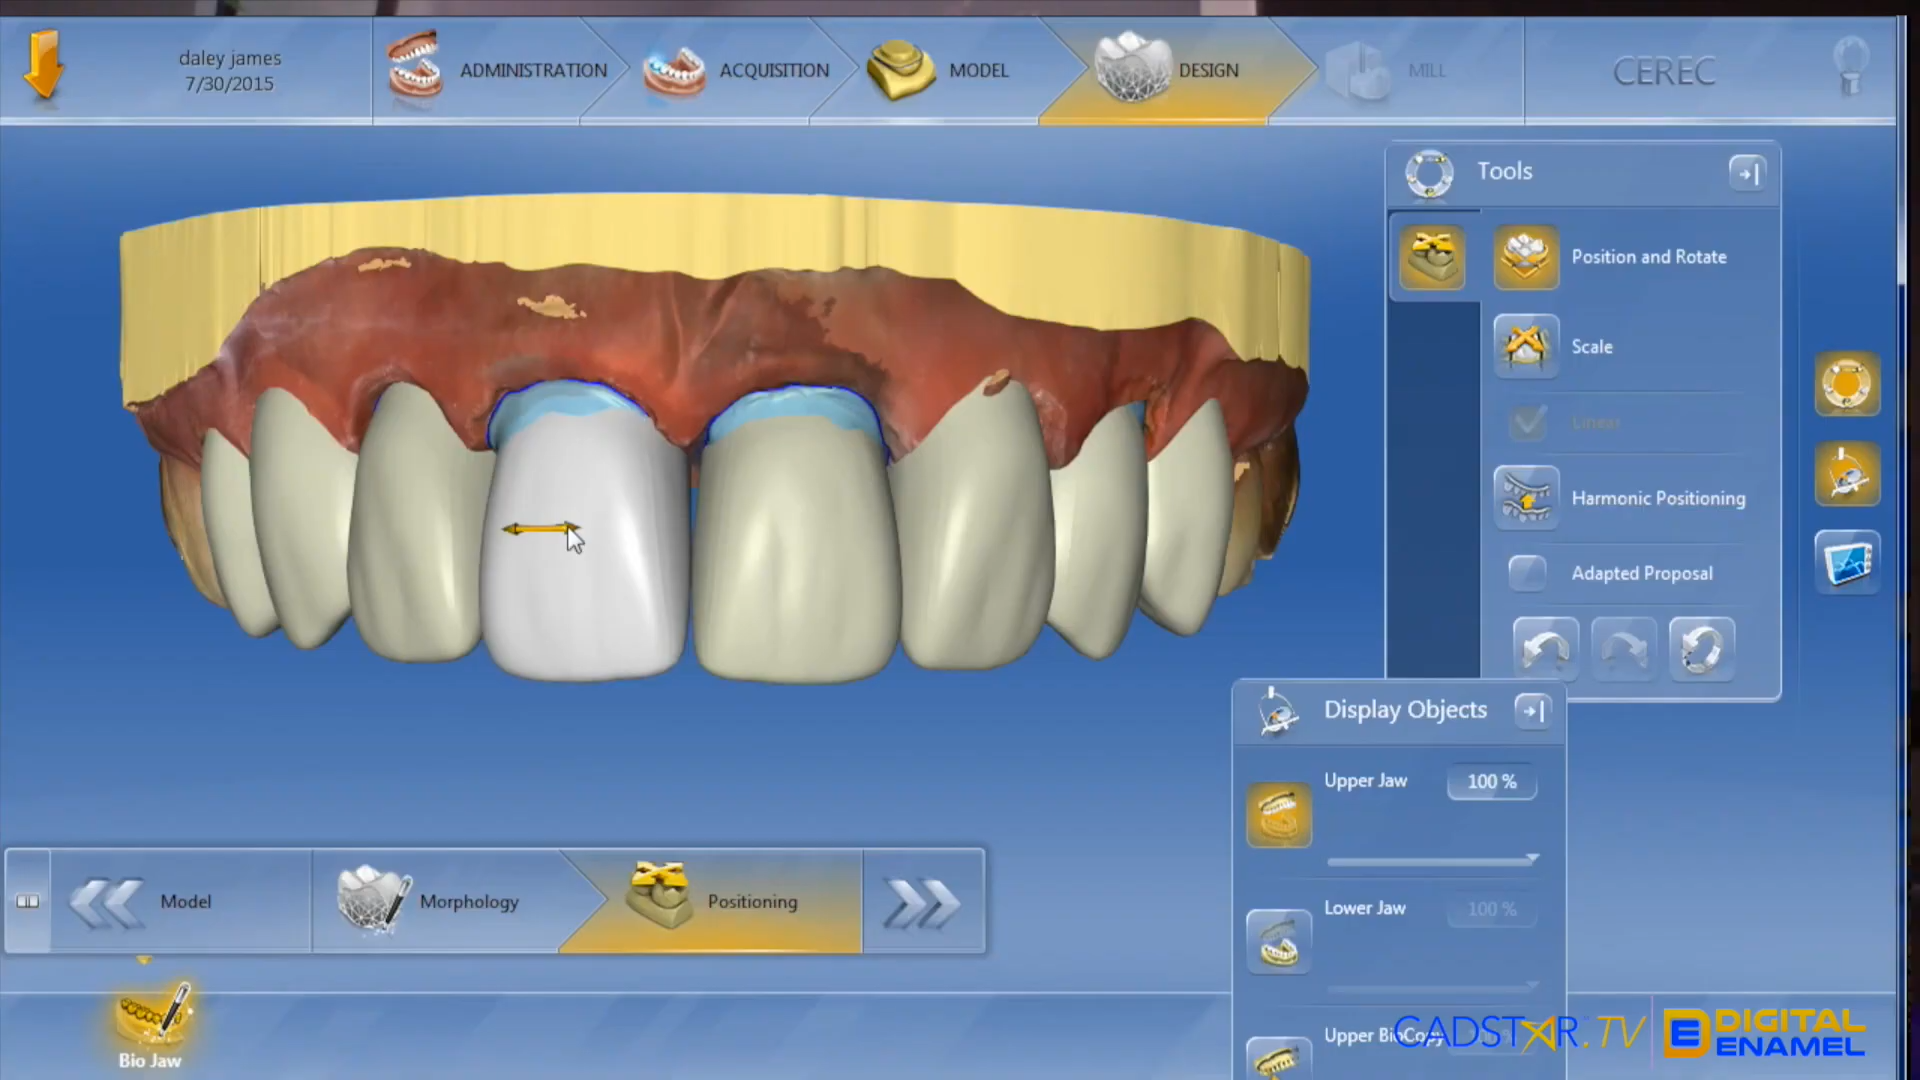 daley james
7/30/2015
ADMINISTRATION
ACQUISITION
MODEL
DESIGN
MILL
CEREC
Tools
Position and Rotate
Scale
Linear
Harmonic Positioning
Adapted Proposal
Display Objects
Upper Jaw
100 %
Lower Jaw
100 %
Upper BioCopy
Model
Morphology
Positioning
Bio Jaw
CADSTAR.TV
DIGITAL
ENAMEL